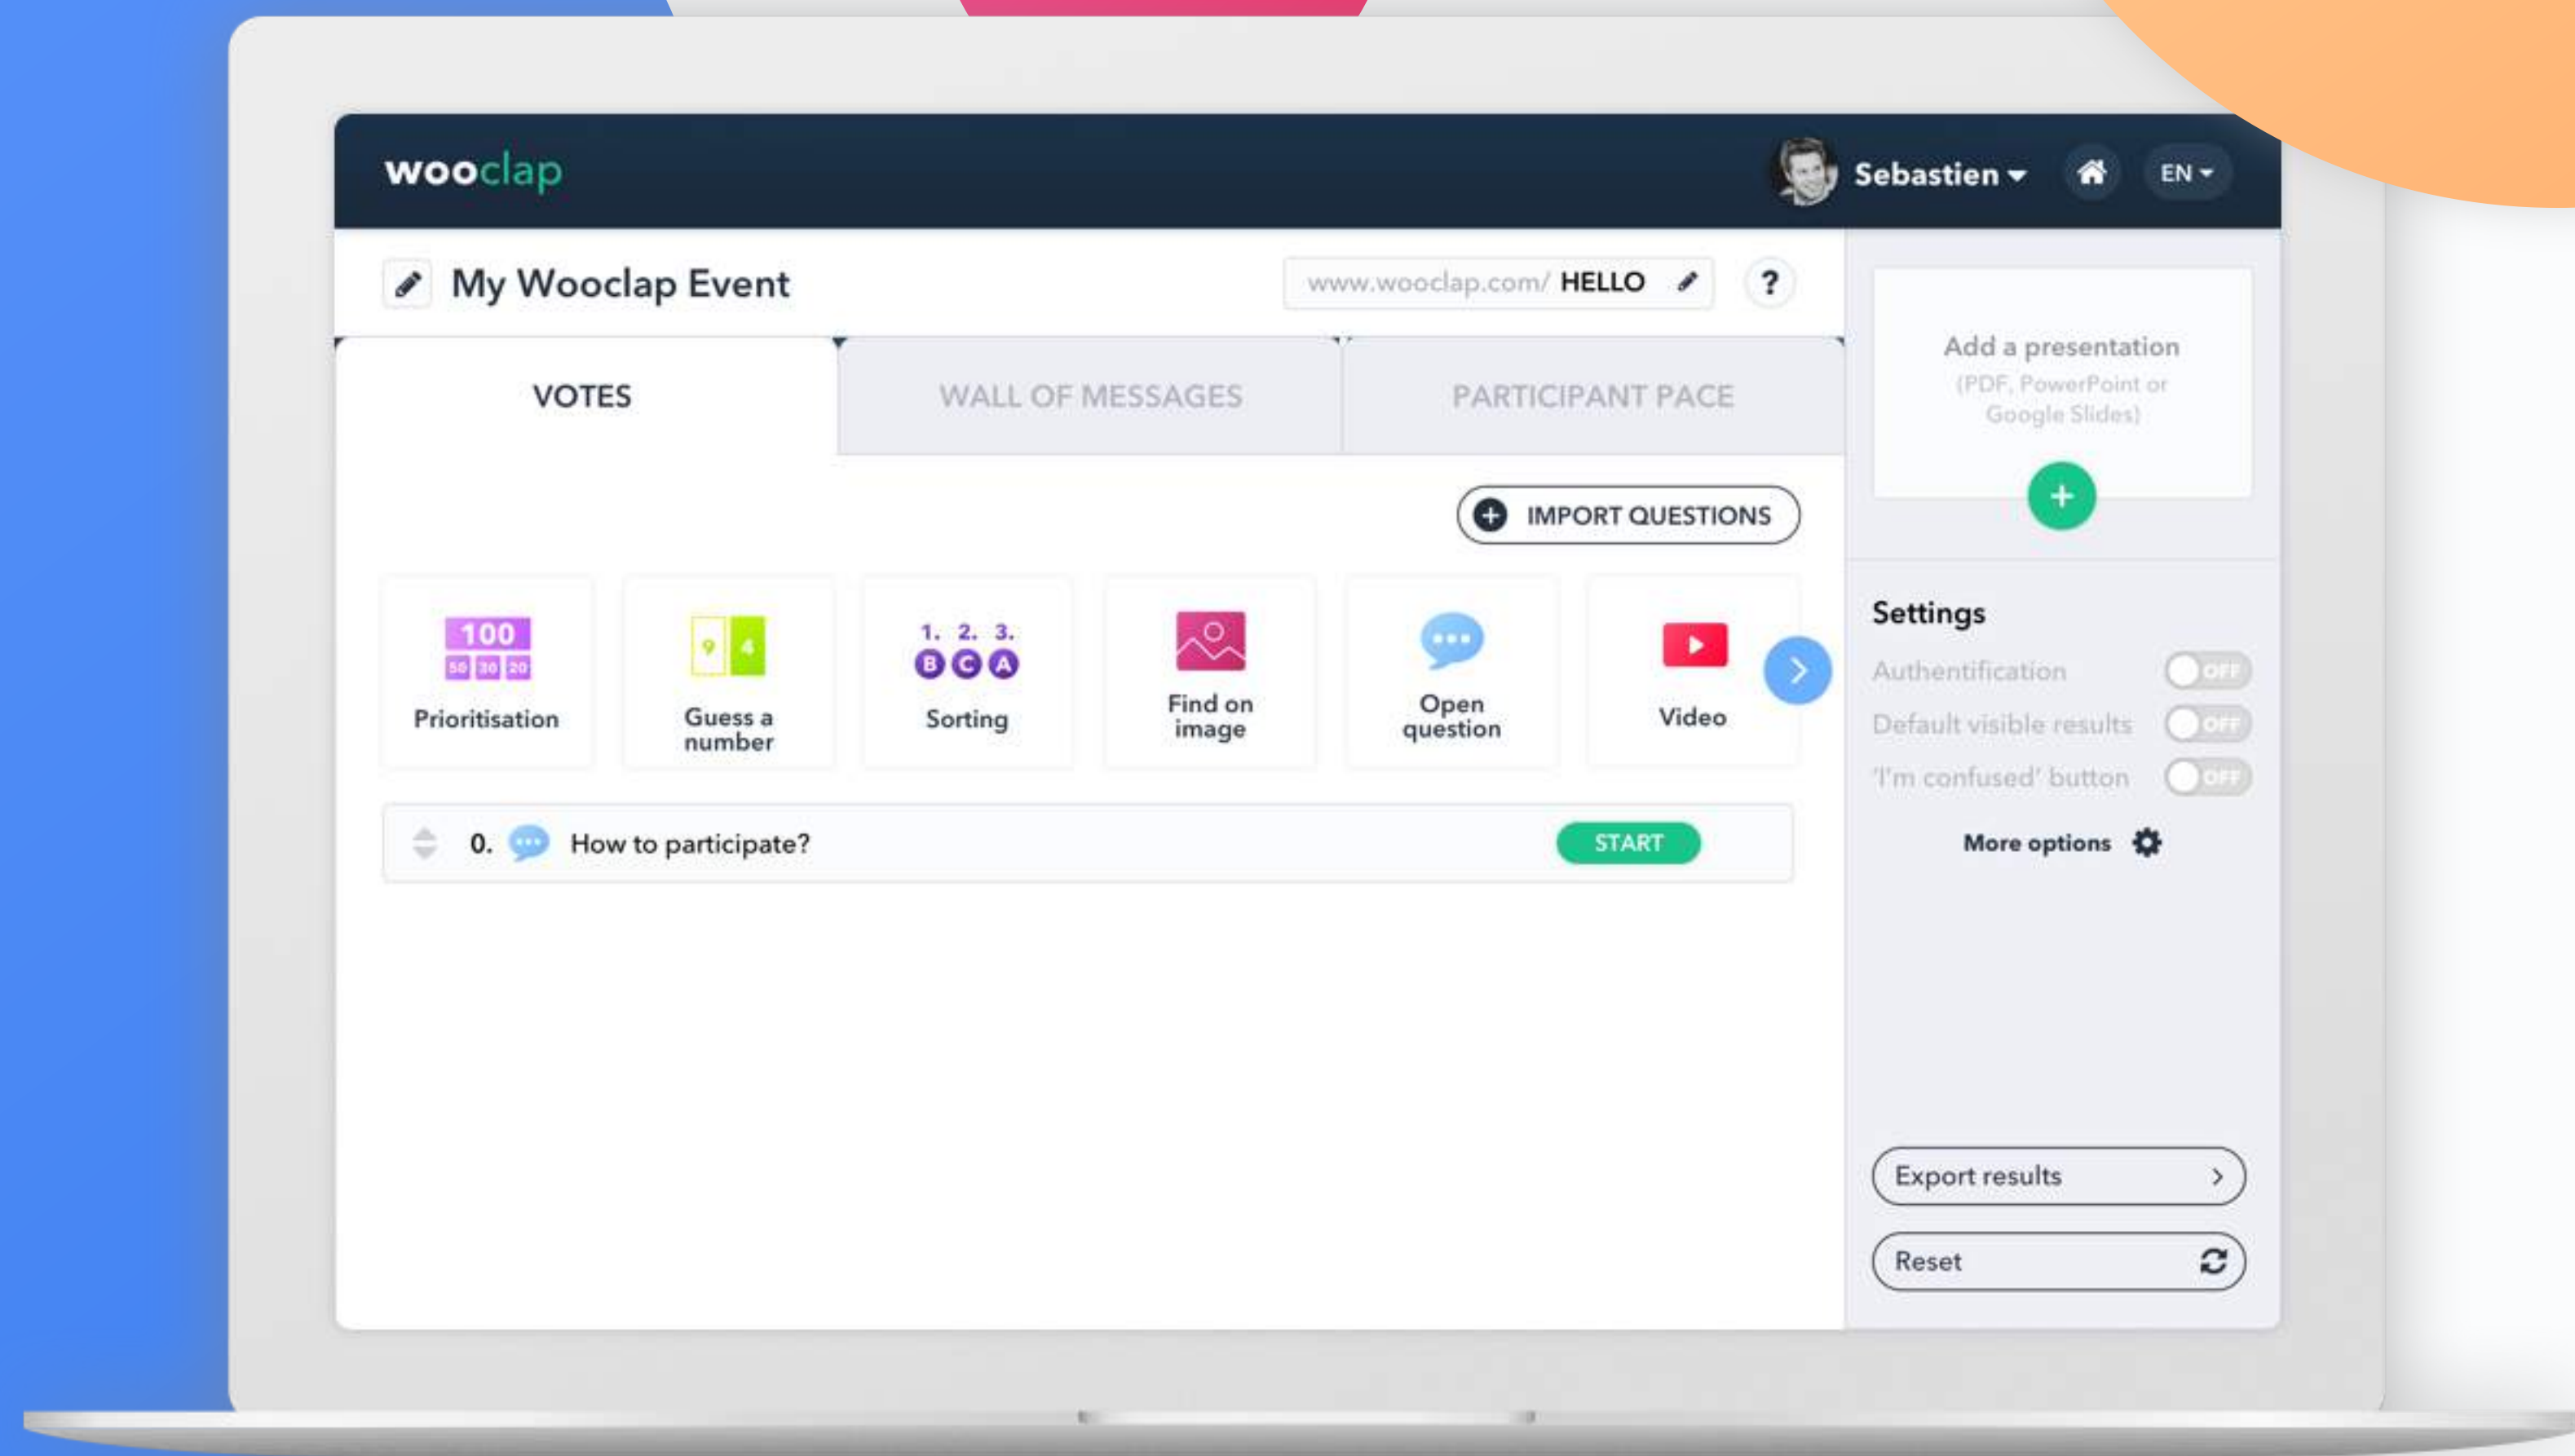 wooclap
Sebastien
EN
My Wooclap Event
www.wooclap.com/ HELLO
?
VOTES
WALL OF MESSAGES
PARTICIPANT PACE
IMPORT QUESTIONS
100
50 30 20
Prioritisation
9 4
Guess a
number
1. 2. 3.
B C A
Sorting
Find on
image
Open
question
Video
0. How to participate?
START
Add a presentation
(PDF, PowerPoint or
Google Slides)
Settings
Authentification OFF
Default visible results OFF
'I'm confused' button OFF
More options
Export results
Reset